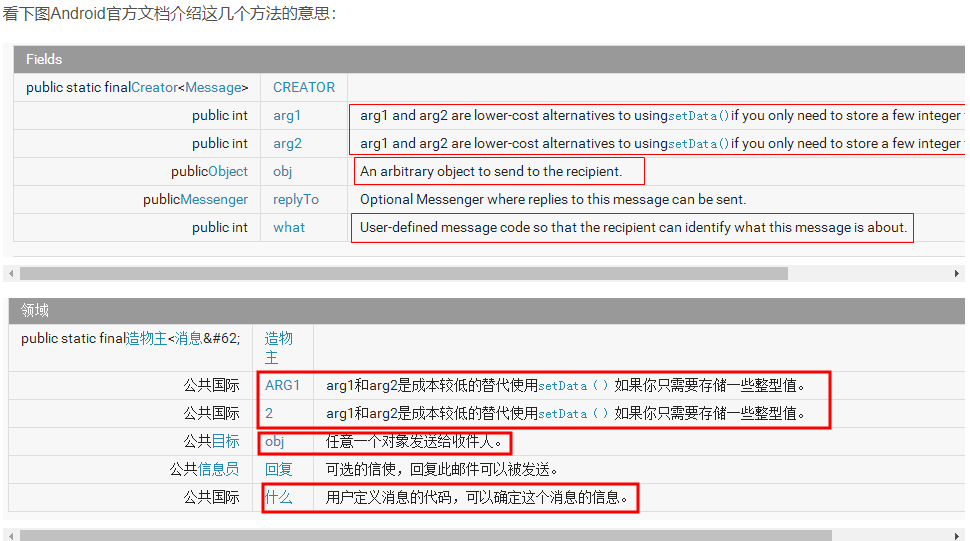 看下图Android官方文档介绍这几个方法的意思：
Fields
public static finalCreator<Message> CREATOR
public int arg1 arg1 and arg2 are lower-cost alternatives to usingsetData()if you only need to store a few integer
public int arg2 arg1 and arg2 are lower-cost alternatives to usingsetData()if you only need to store a few integer
publicObject obj An arbitrary object to send to the recipient.
publicMessenger replyTo Optional Messenger where replies to this message can be sent.
public int what User-defined message code so that the recipient can identify what this message is about.
领域
public static final造物主<消息&#62; 造物
主
公共国际 ARG1 arg1和arg2是成本较低的替代使用setData（）如果你只需要存储一些整型值。
公共国际 2 arg1和arg2是成本较低的替代使用setData（）如果你只需要存储一些整型值。
公共目标 obj 任意一个对象发送给收件人。
公共信息员 回复 可选的信使，回复此邮件可以被发送。
公共国际 什么 用户定义消息的代码，可以确定这个消息的信息。